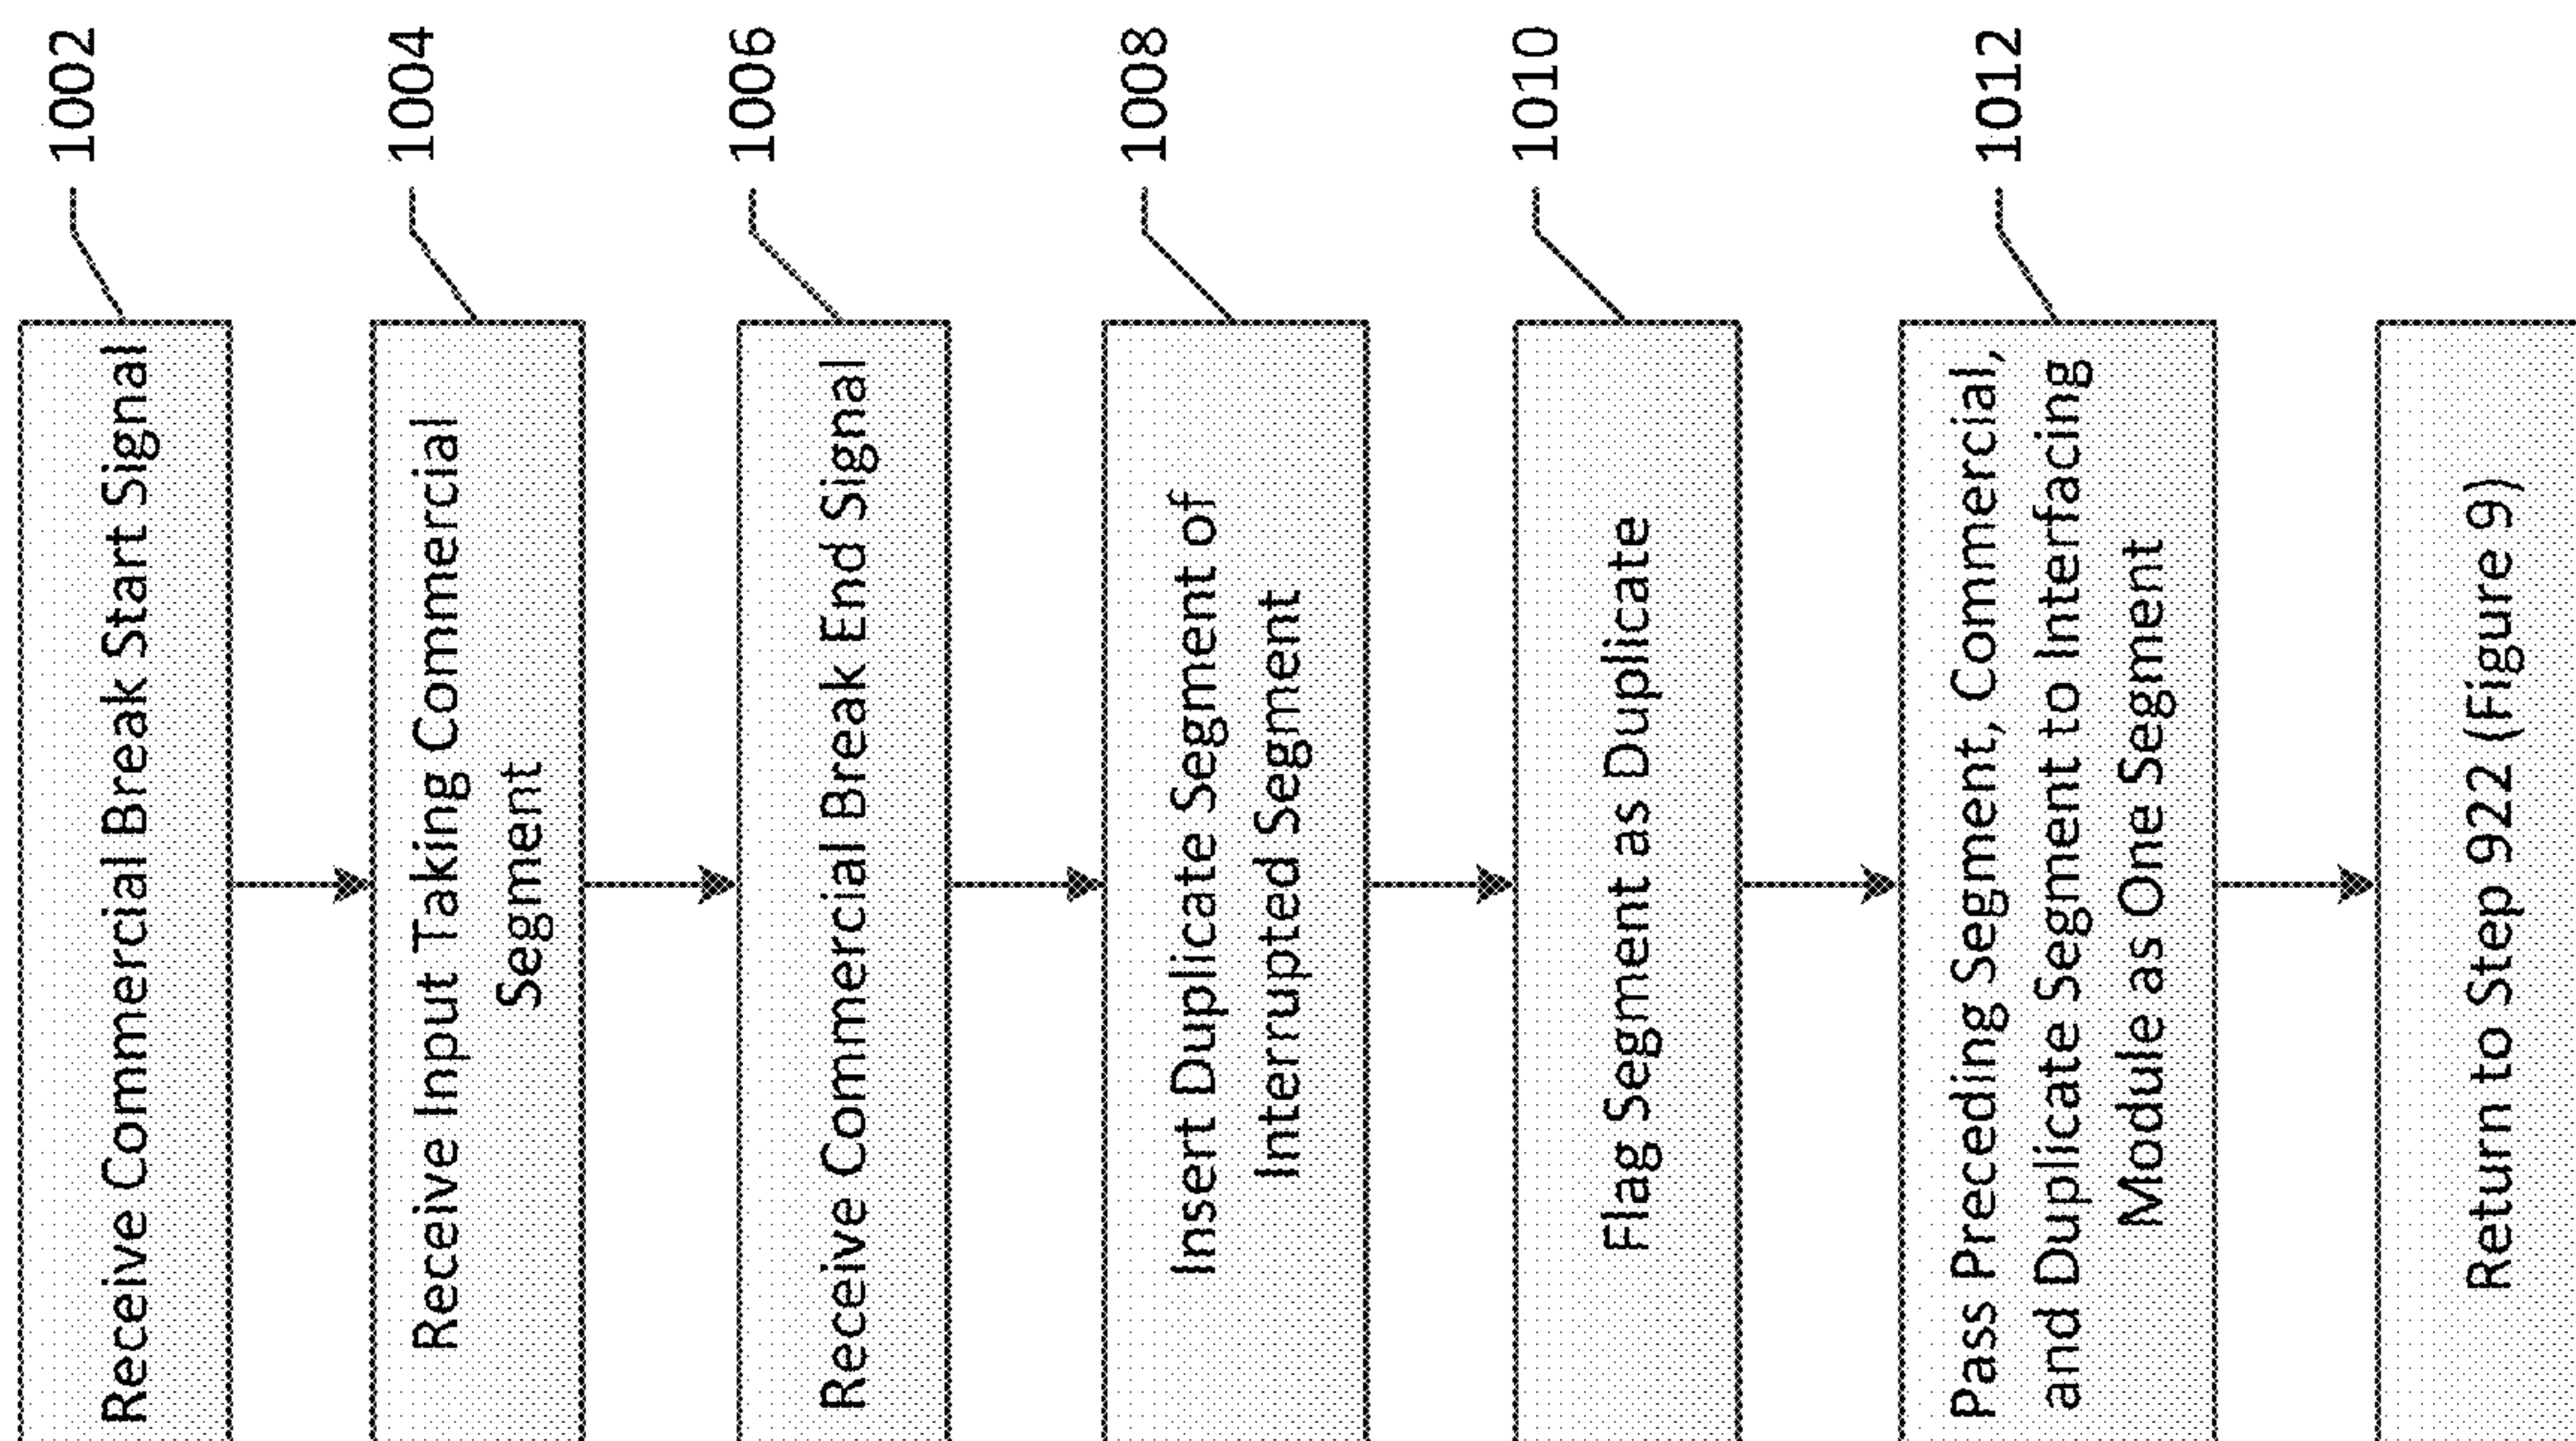 Receive Commercial Break Start Signal
1002
Receive Input Taking Commercial
Segment
1004
Receive Commercial Break End Signal
1006
Insert Duplicate Segment of
Interrupted Segment
1008
Flag Segment as Duplicate
1010
Pass Preceding Segment, Commercial,
and Duplicate Segment to Interfacing
Module as One Segment
1012
Return to Step 922 (Figure 9)